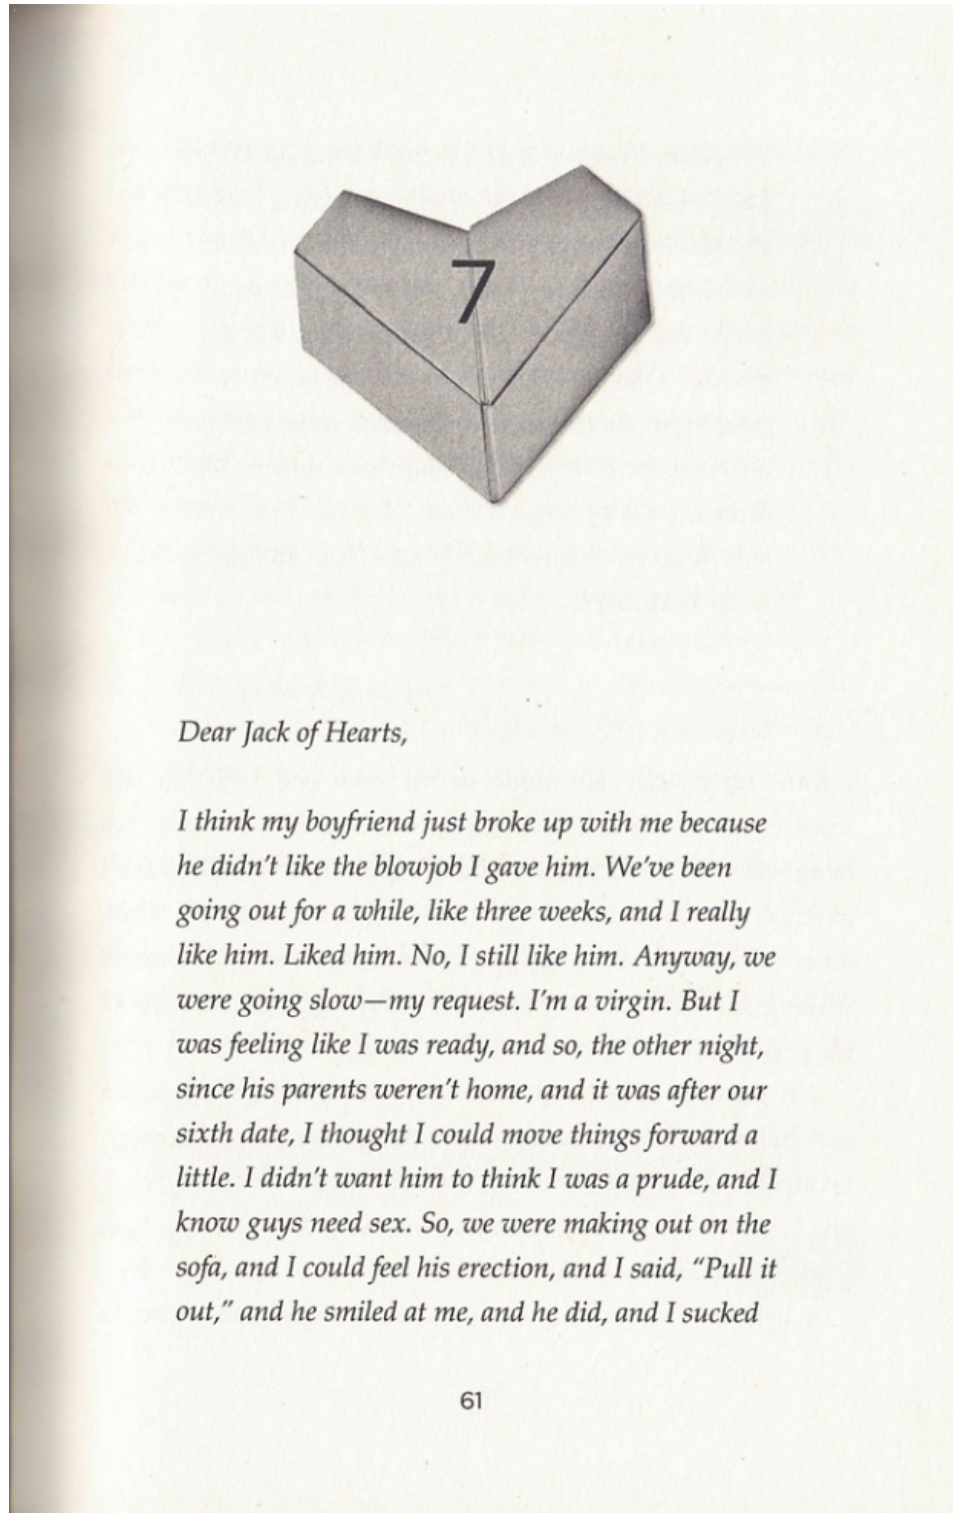 7
Dear Jack of Hearts,
I think my boyfriend just broke up with me because
he didn't like the blowjob I gave him. We've been
going out for a while, like three weeks, and I really
like him. Liked him. No, I still like him. Anyway, we
were going slow—my request. I'm a virgin. But I
was feeling like I was ready, and so, the other night,
since his parents weren't home, and it was after our
sixth date, I thought I could move things forward a
little. I didn't want him to think I was a prude, and I
know guys need sex. So, we were making out on the
sofa, and I could feel his erection, and I said, "Pull it
out," and he smiled at me, and he did, and I sucked
61